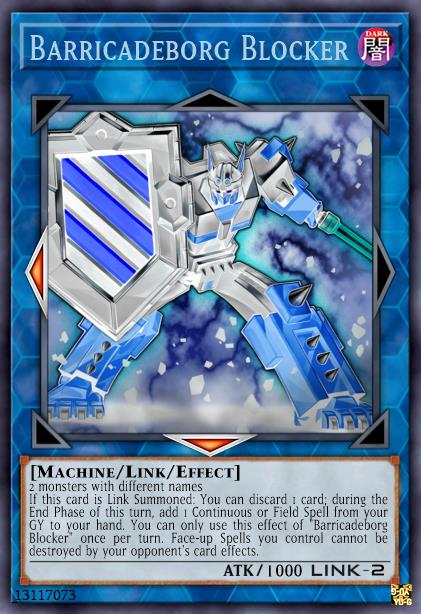 BARRICADEBORG BLOCKER
DARK
闇
[MACHINE/LINK/EFFECT]
2 monsters with different names
If this card is Link Summoned: You can discard 1 card; during the
End Phase of this turn, add 1 Continuous or Field Spell from your
GY to your hand. You can only use this effect of "Barricadeborg
Blocker" once per turn. Face-up Spells you control cannot be
destroyed by your opponent's card effects.
ATK/1000 LINK-2
13117073